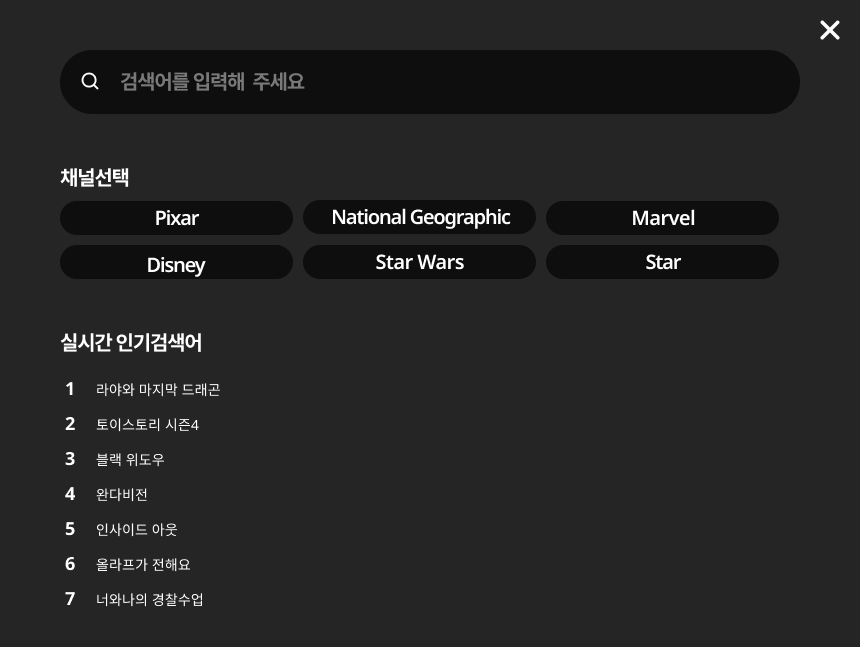 검색어를 입력해 주세요
채널선택
Pixar National Geographic Marvel
Disney Star Wars Star
실시간 인기검색어
1 라야와 마지막 드래곤
2 토이스토리 시즌4
3 블랙 위도우
4 완다비전
5 인사이드 아웃
6 올라프가 전해요
7 너와나의 경찰수업